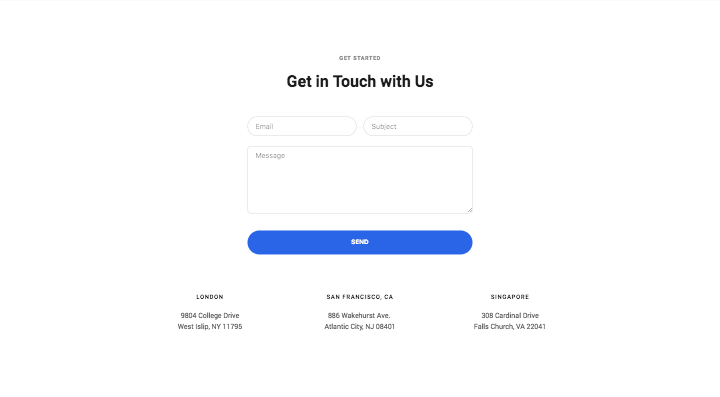 GET STARTED
Get in Touch with Us
Email
Subject
Message
SEND
LONDON
9804 College Drive
West Islip, NY 11795
SAN FRANCISCO, CA
886 Wakehurst Ave.
Atlantic City, NJ 08401
SINGAPORE
308 Cardinal Drive
Falls Church, VA 22041